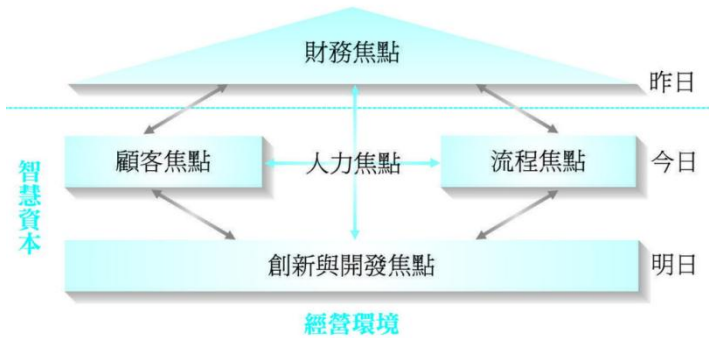 財務焦點
昨日
顧客焦點
人力焦點
流程焦點
今日
智慧資本
創新與開發焦點
明日
經營環境